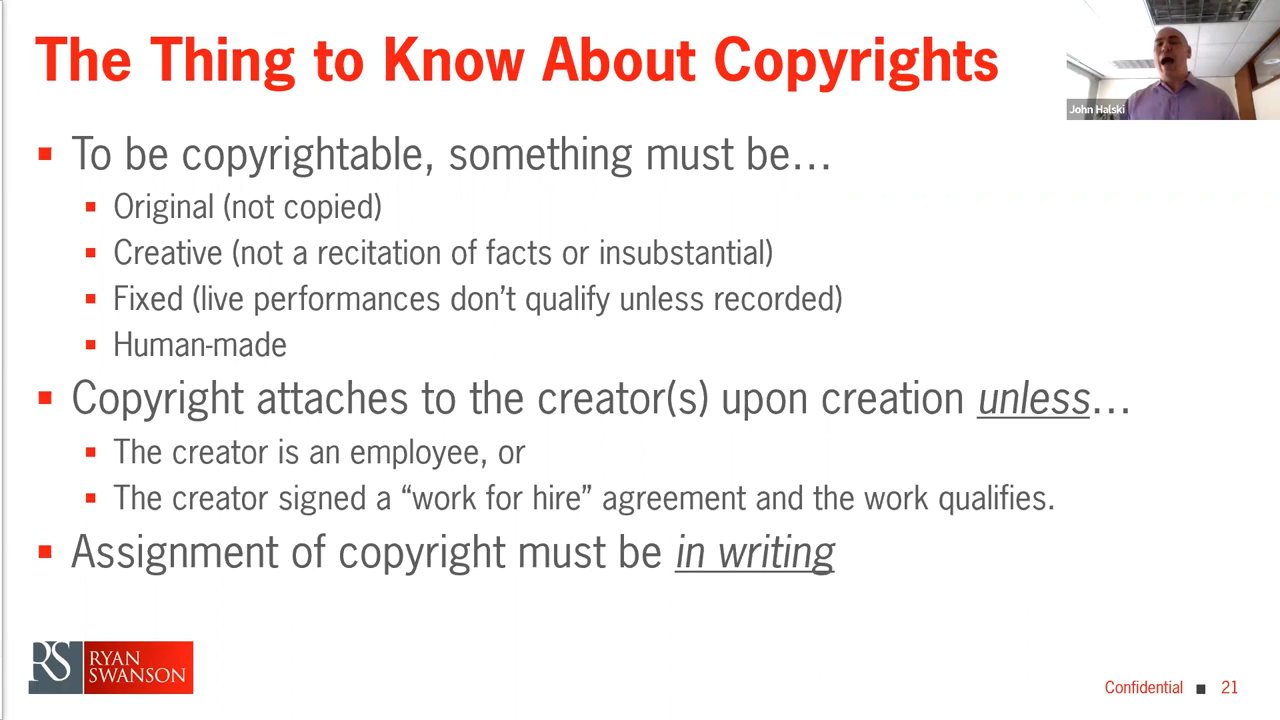 The Thing to Know About Copyrights
John Halski
To be copyrightable, something must be…
Original (not copied)
Creative (not a recitation of facts or insubstantial)
Fixed (live performances don’t qualify unless recorded)
Human-made
Copyright attaches to the creator(s) upon creation unless…
The creator is an employee, or
The creator signed a “work for hire” agreement and the work qualifies.
Assignment of copyright must be in writing
RS
RYAN
SWANSON
Confidential ■ 21